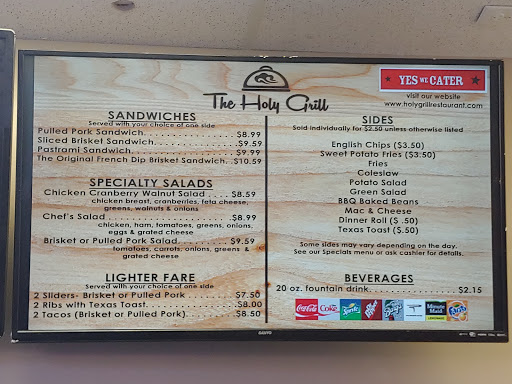 The Holy Grill
YES WE CATER
visit our website
www.holygrillrestaurant.com
SANDWICHES
Served with your choice of one side
Pulled Pork Sandwich $8.99
Sliced Brisket Sandwich $9.59
Pastrami Sandwich $9.99
The Original French Dip Brisket Sandwich $10.59
SPECIALTY SALADS
Chicken Cranberry Walnut Salad $8.59
chicken breast, cranberries, feta cheese,
greens, walnuts & onions
Chef's Salad $8.99
chicken, ham, tomatoes, greens, onions,
eggs & grated cheese
Brisket or Pulled Pork Salad $9.59
tomatoes, carrots, onions, greens &
grated cheese
LIGHTER FARE
Served with your choice of one side
2 Sliders- Brisket or Pulled Pork $7.50
2 Ribs with Texas Toast $8.00
2 Tacos (Brisket or Pulled Pork) $8.50
SIDES
Sold individually for $2.50 unless otherwise listed
English Chips ($3.50)
Sweet Potato Fries ($3.50)
Fries
Coleslaw
Potato Salad
Green Salad
BBQ Baked Beans
Mac & Cheese
Dinner Roll ($ .50)
Texas Toast ($.50)
Some sides may vary depending on the day.
See our Specials menu or ask cashier for details.
BEVERAGES
20 oz. fountain drink $2.15
Coca-Cola
Coke
Sprite
Dr Pepper
Barq's
Minute Maid
LEMONADE
Fanta
SANYO